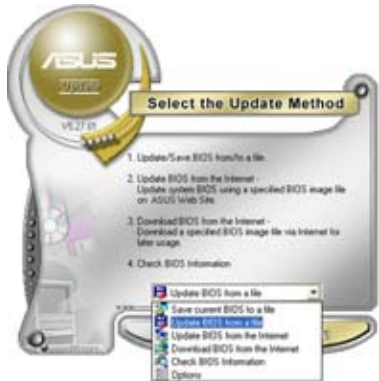 ASUS
Update
Select the Update Method
1. Update/Save BIOS from/to a file.
2. Update BIOS from the Internet -
Update system BIOS using a specified BIOS image file
on ASUS Web Site.
3. Download BIOS from the Internet -
Download a specified BIOS image file via Internet for
later usage.
4. Check BIOS Information
Update BIOS from a file
Save current BIOS to a file
Update BIOS from a file
Update BIOS from the Internet
Download BIOS from the Internet
Check BIOS Information
Options